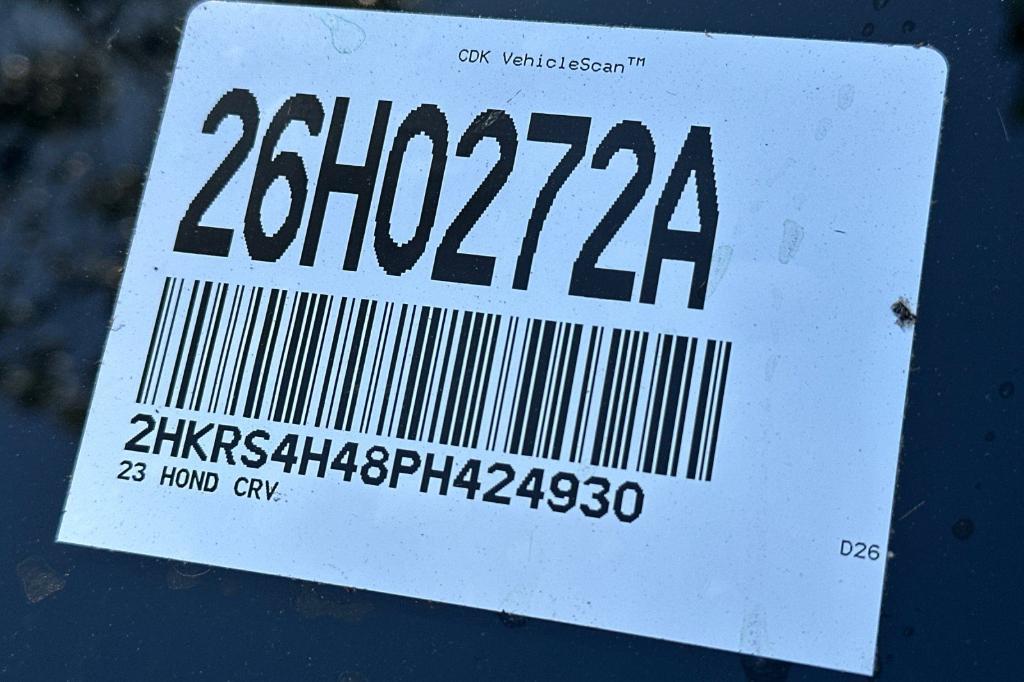 CDK VehicleScan™
26H0272A
2HKRS4H48PH424930
23 HOND CRV
D26